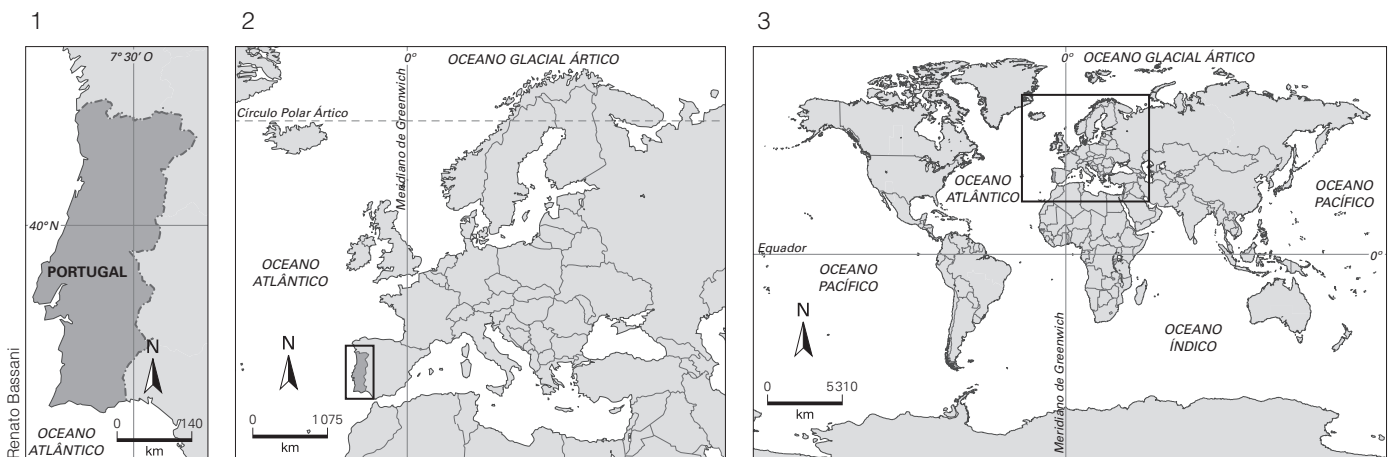 1
7° 30’ O
40° N
PORTUGAL
N
OCEANO
ATLÂNTICO
0 140
km
Renato Bassani
2
0°
OCEANO GLACIAL ÁRTICO
Círculo Polar Ártico
Meridiano de Greenwich
OCEANO
ATLÂNTICO
N
0 1 075
km
3
0°
OCEANO GLACIAL ÁRTICO
OCEANO
ATLÂNTICO
OCEANO
PACÍFICO
Equador
0°
OCEANO
PACÍFICO
N
OCEANO
ÍNDICO
0 5 310
km
Meridiano de Greenwich